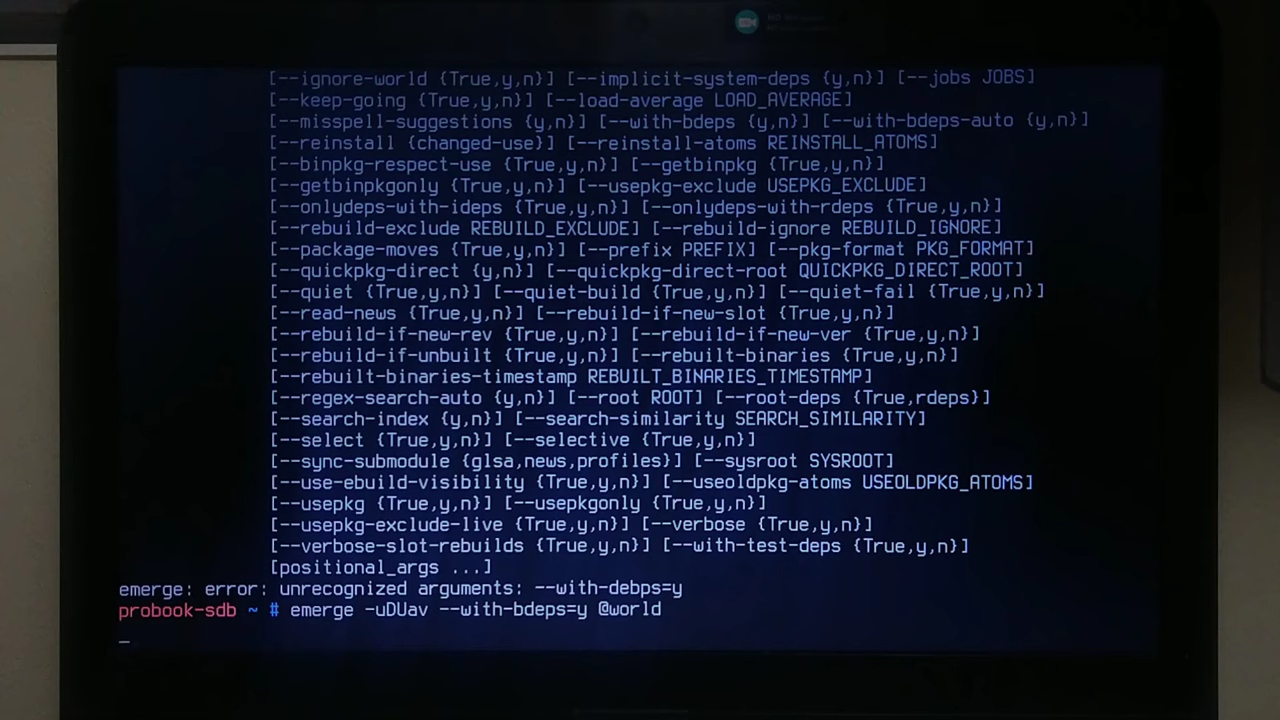 [--ignore-world {True,y,n}] [--implicit-system-deps {y,n}] [--jobs JOBS]
[--keep-going {True,y,n}] [--load-average LOAD_AVERAGE]
[--misspell-suggestions {y,n}] [--with-bdeps {y,n}] [--with-bdeps-auto {y,n}]
[--reinstall {changed-use}] [--reinstall-atoms REINSTALL_ATOMS]
[--binpkg-respect-use {True,y,n}] [--getbinpkg {True,y,n}]
[--getbinpkgonly {True,y,n}] [--usepkg-exclude USEPKG_EXCLUDE]
[--onlydeps-with-ideps {True,y,n}] [--onlydeps-with-rdeps {True,y,n}]
[--rebuild-exclude REBUILD_EXCLUDE] [--rebuild-ignore REBUILD_IGNORE]
[--package-moves {True,y,n}] [--prefix PREFIX] [--pkg-format PKG_FORMAT]
[--quickpkg-direct {y,n}] [--quickpkg-direct-root QUICKPKG_DIRECT_ROOT]
[--quiet {True,y,n}] [--quiet-build {True,y,n}] [--quiet-fail {True,y,n}]
[--read-news {True,y,n}] [--rebuild-if-new-slot {True,y,n}]
[--rebuild-if-new-rev {True,y,n}] [--rebuild-if-new-ver {True,y,n}]
[--rebuild-if-unbuilt {True,y,n}] [--rebuilt-binaries {True,y,n}]
[--rebuilt-binaries-timestamp REBUILT_BINARIES_TIMESTAMP]
[--regex-search-auto {y,n}] [--root ROOT] [--root-deps {True,rdeps}]
[--search-index {y,n}] [--search-similarity SEARCH_SIMILARITY]
[--select {True,y,n}] [--selective {True,y,n}]
[--sync-submodule {glsa,news,profiles}] [--sysroot SYSROOT]
[--use-ebuild-visibility {True,y,n}] [--useoldpkg-atoms USEOLDPKG_ATOMS]
[--usepkg {True,y,n}] [--usepkgonly {True,y,n}]
[--usepkg-exclude-live {True,y,n}] [--verbose {True,y,n}]
[--verbose-slot-rebuilds {True,y,n}] [--with-test-deps {True,y,n}]
[positional_args ...]
emerge: error: unrecognized arguments: --with-debps=y
probook-sdb ~ # emerge -uDUav --with-bdeps=y @world
_